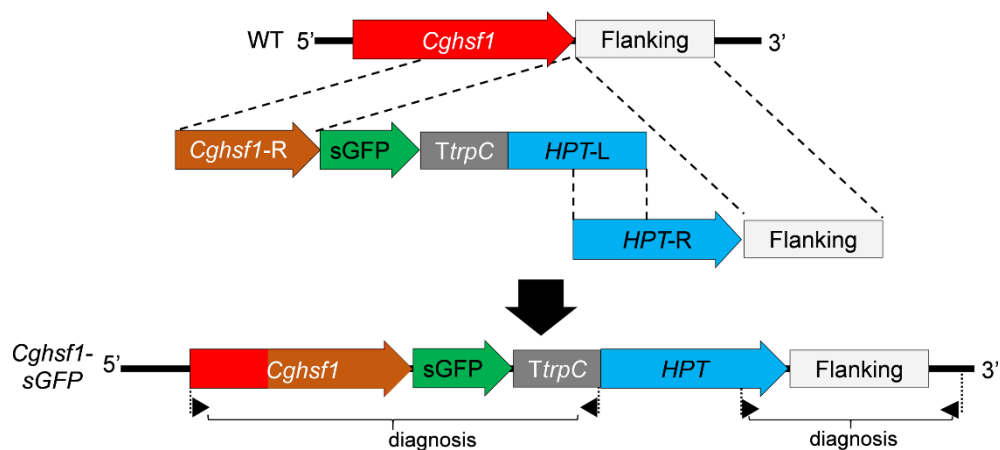 WT 5’ Cghsf1 Flanking 3’
Cghsf1-R sGFP TtrpC HPT-L
HPT-R Flanking
Cghsf1-
sGFP
5’ Cghsf1 sGFP TtrpC HPT Flanking 3’
diagnosis diagnosis